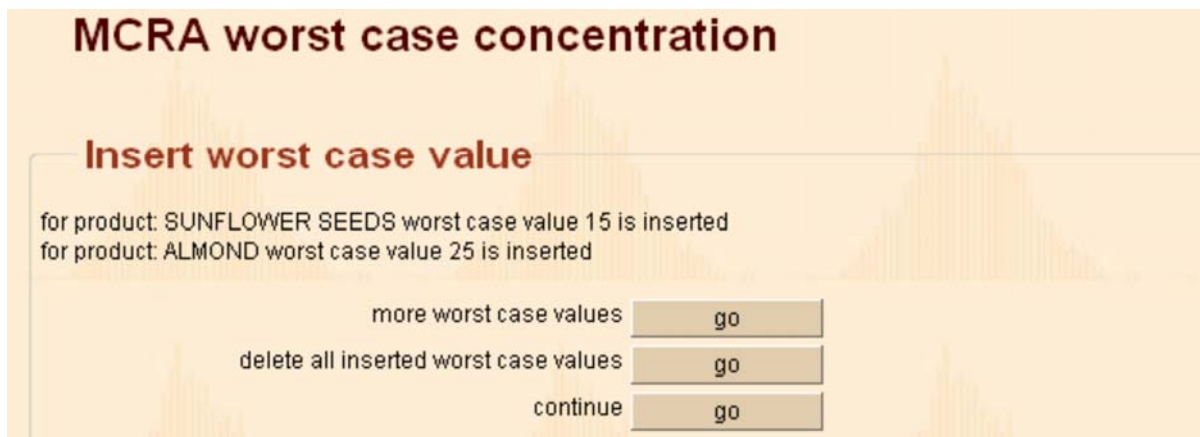 MCRA worst case concentration
Insert worst case value
for product: SUNFLOWER SEEDS worst case value 15 is inserted
for product: ALMOND worst case value 25 is inserted
more worst case values go
delete all inserted worst case values go
continue go